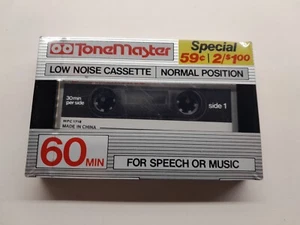 ToneMaster
Special
59¢ 2/$1.00
LOW NOISE CASSETTE NORMAL POSITION
30min
per side
side 1
MADE IN CHINA
60 MIN
FOR SPEECH OR MUSIC